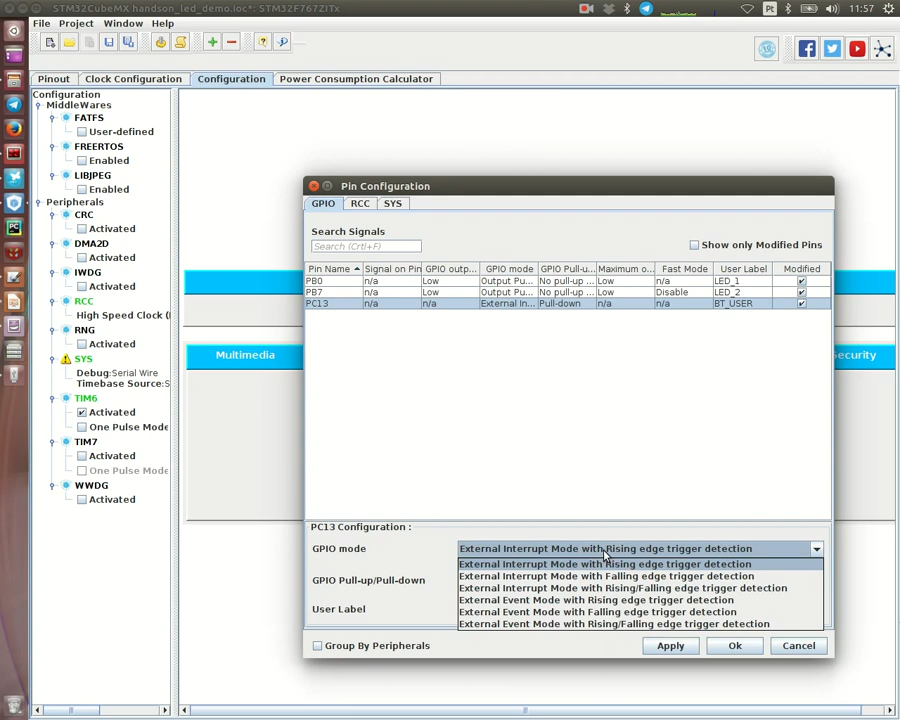 STM32CubeMX handson_led_demo.ioc*: STM32F767ZITx
Pt
11:57
File Project Window Help
Pinout Clock Configuration Configuration Power Consumption Calculator
Configuration
MiddleWares
FATFS
User-defined
FREERTOS
Enabled
LIBJPEG
Enabled
Peripherals
CRC
Activated
DMA2D
Activated
IWDG
Activated
RCC
High Speed Clock (
RNG
Activated
SYS
Debug:Serial Wire
Timebase Source:S
TIM6
Activated
One Pulse Mode
TIM7
Activated
One Pulse Mode
WWDG
Activated
Multimedia
Security
Pin Configuration
GPIO RCC SYS
Search Signals
Search (Crtl+F)
Show only Modified Pins
Pin Name Signal on Pin GPIO outp... GPIO mode GPIO Pull-u... Maximum o... Fast Mode User Label Modified
PB0 n/a Low Output Pu... No pull-up ... Low n/a LED_1
PB7 n/a Low Output Pu... No pull-up ... Low Disable LED_2
PC13 n/a n/a External In... Pull-down n/a n/a BT_USER
PC13 Configuration :
GPIO mode External Interrupt Mode with Rising edge trigger detection
External Interrupt Mode with Rising edge trigger detection
External Interrupt Mode with Falling edge trigger detection
GPIO Pull-up/Pull-down
External Interrupt Mode with Rising/Falling edge trigger detection
External Event Mode with Rising edge trigger detection
User Label
External Event Mode with Falling edge trigger detection
External Event Mode with Rising/Falling edge trigger detection
Group By Peripherals
Apply Ok Cancel